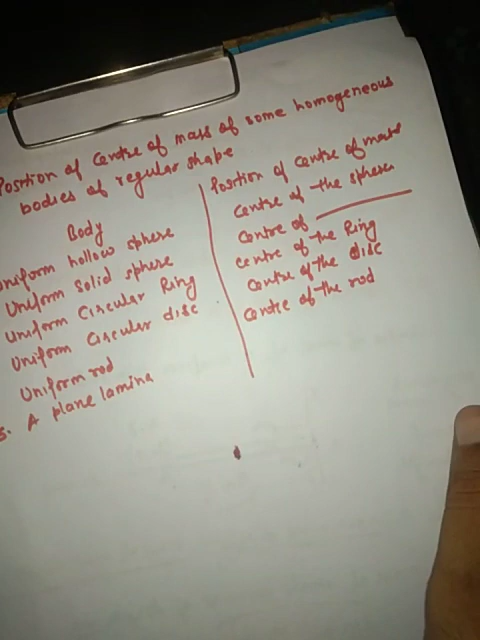 Position of Centre of mass of some homogeneous
bodies of regular shape
Body
Uniform hollow sphere
Uniform Solid sphere
Uniform Circular Ring
Uniform Circular disc
Uniform rod
5. A plane lamina
Position of centre of mass
Centre of the sphere
Centre of
Centre of the Ring
Centre of the disc
Centre of the rod